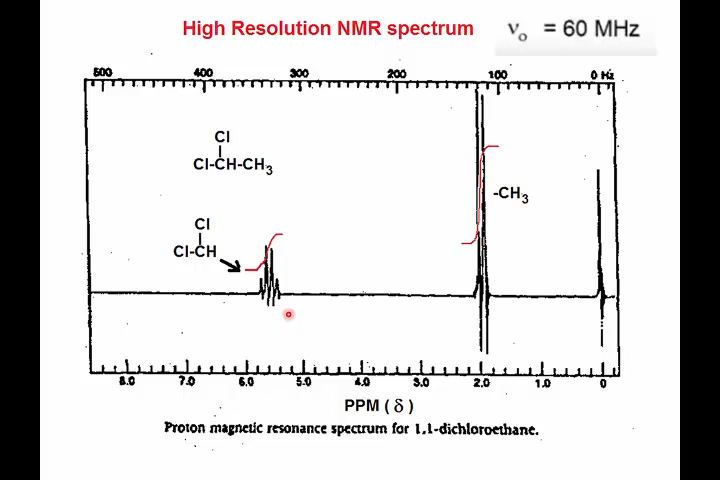 High Resolution NMR spectrum
νo = 60 MHz
500 400 300 200 100 0 Hz
Cl
Cl-CH-CH3
-CH3
Cl
Cl-CH
8.0 7.0 6.0 5.0 4.0 3.0 2.0 1.0 0
PPM ( δ )
Proton magnetic resonance spectrum for 1,1-dichloroethane.